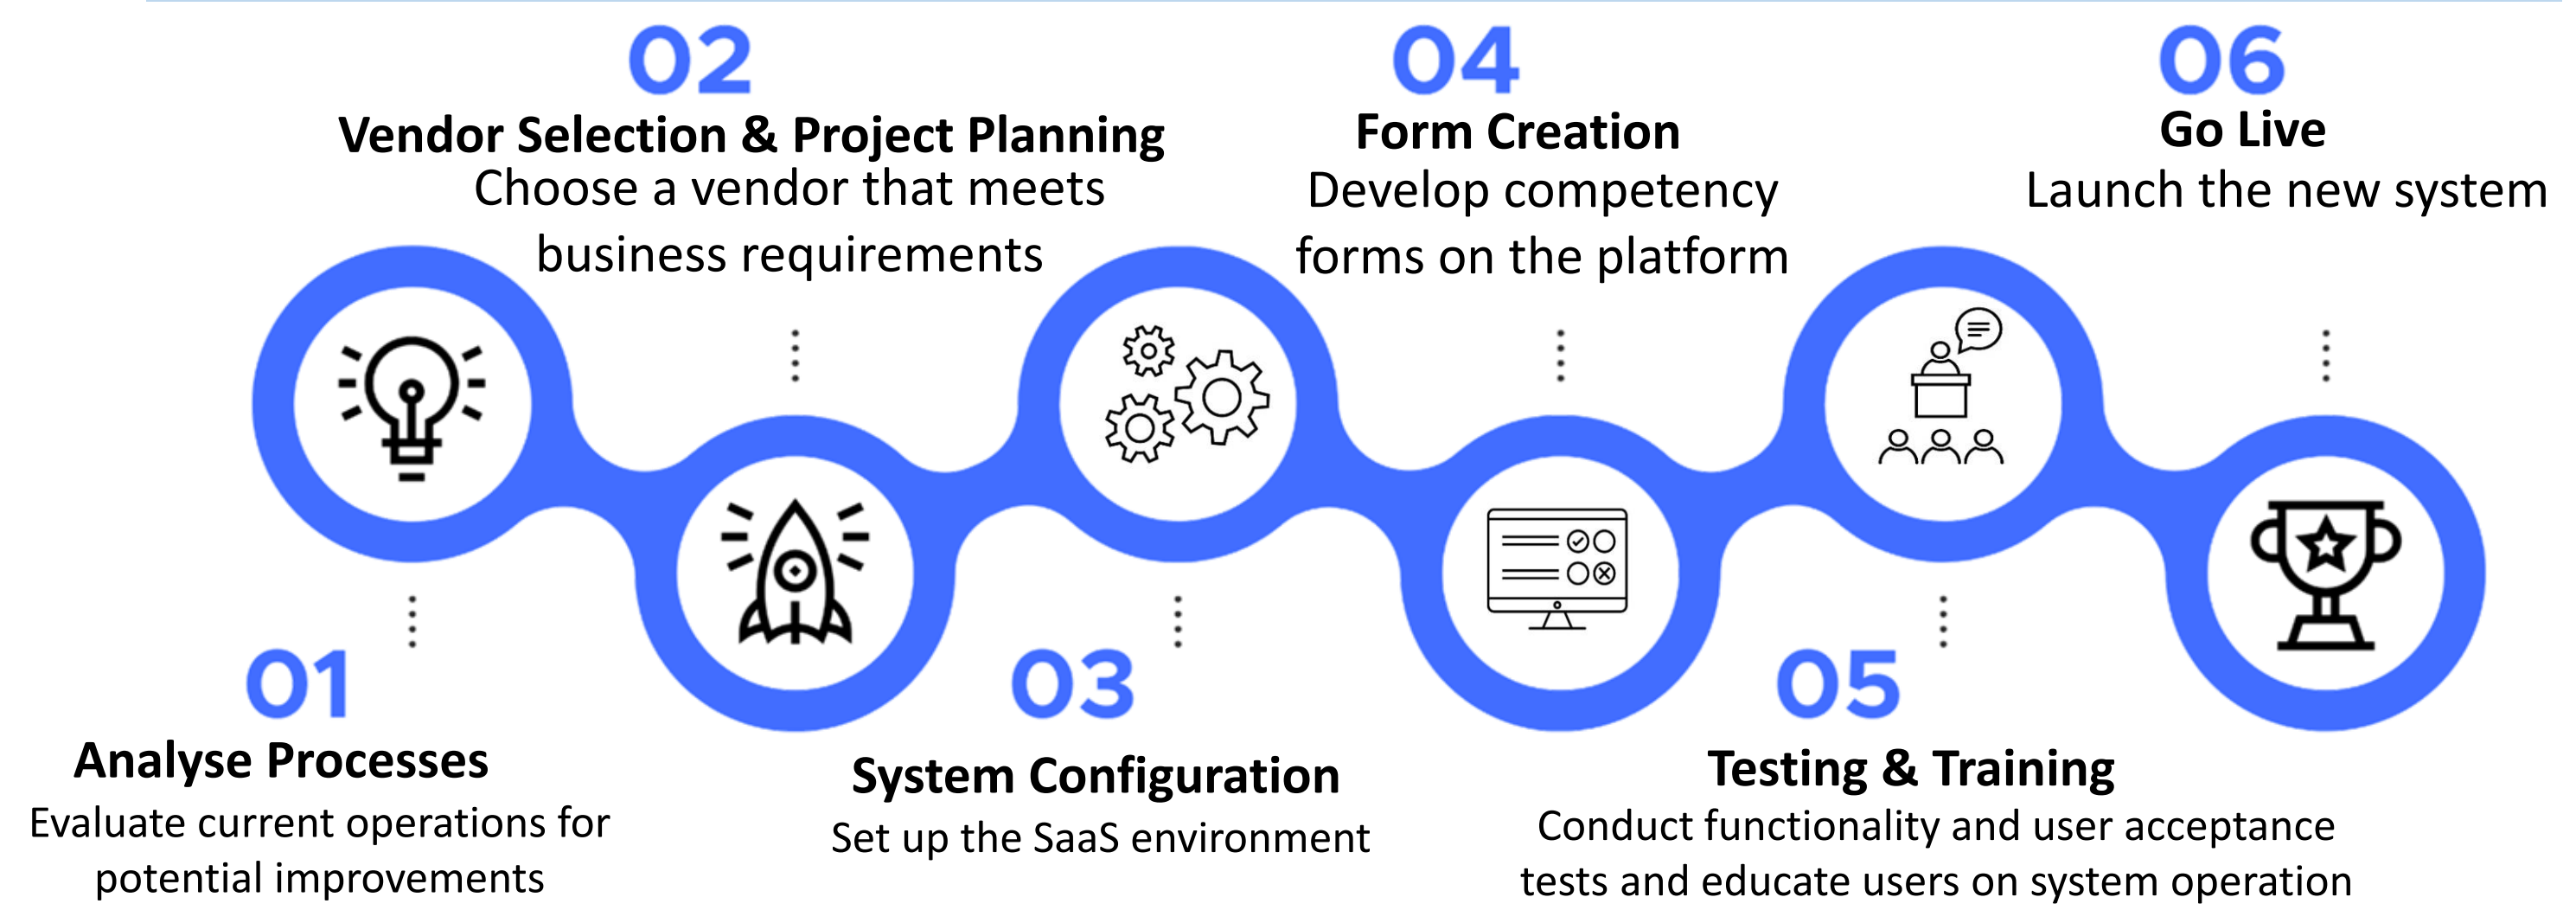 01
Analyse Processes
Evaluate current operations for
potential improvements
02
Vendor Selection & Project Planning
Choose a vendor that meets
business requirements
03
System Configuration
Set up the SaaS environment
04
Form Creation
Develop competency
forms on the platform
05
Testing & Training
Conduct functionality and user acceptance
tests and educate users on system operation
06
Go Live
Launch the new system